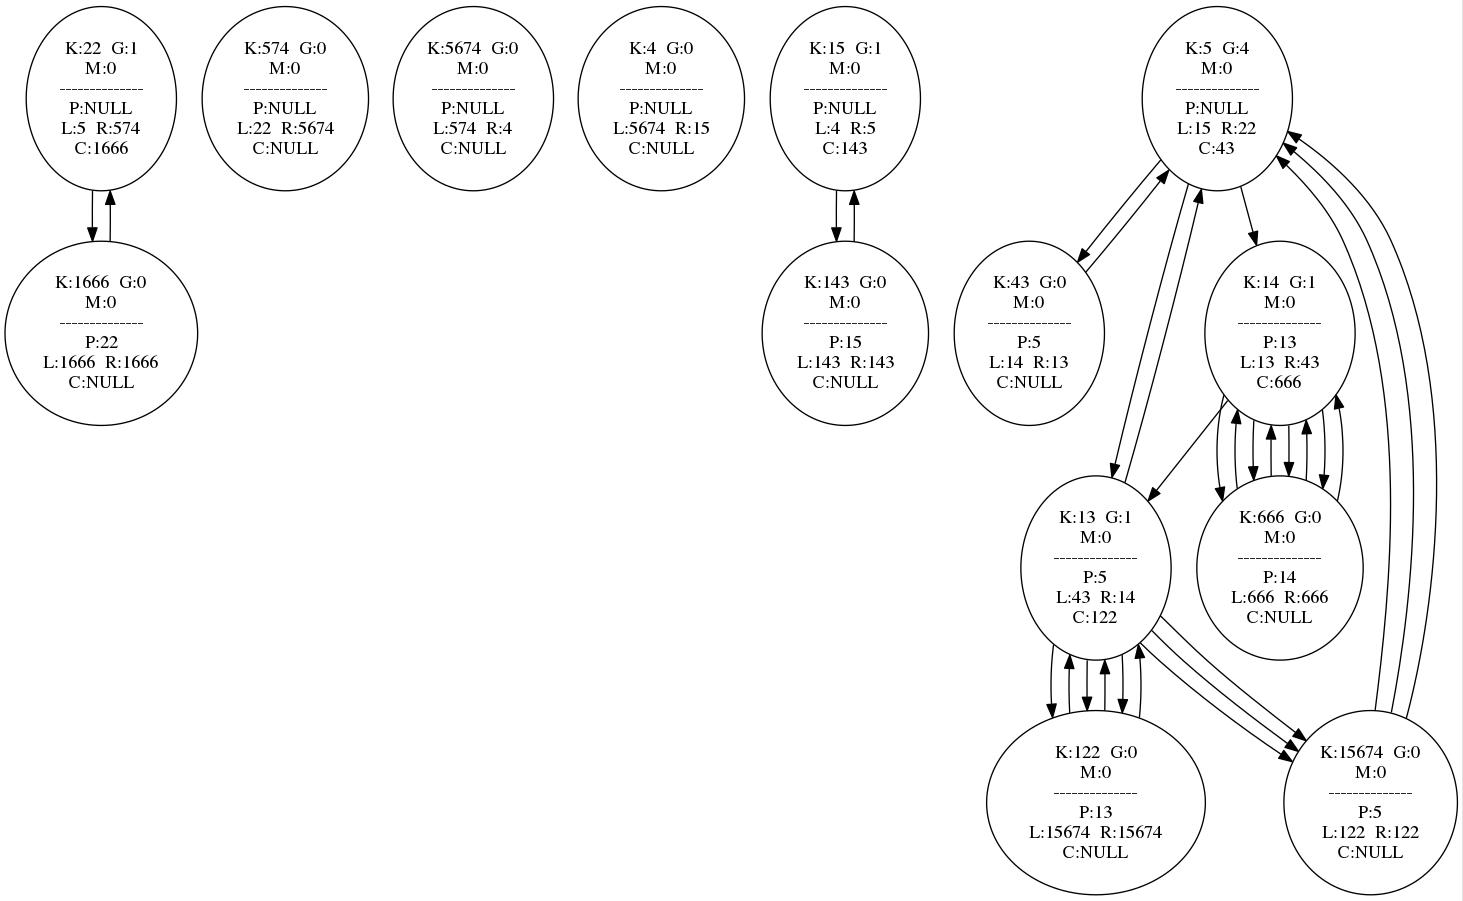 K:22 G:1
M:0
--------------
P:NULL
L:5 R:574
C:1666
K:574 G:0
M:0
--------------
P:NULL
L:22 R:5674
C:NULL
K:5674 G:0
M:0
--------------
P:NULL
L:574 R:4
C:NULL
K:4 G:0
M:0
--------------
P:NULL
L:5674 R:15
C:NULL
K:15 G:1
M:0
--------------
P:NULL
L:4 R:5
C:143
K:5 G:4
M:0
--------------
P:NULL
L:15 R:22
C:43
K:1666 G:0
M:0
--------------
P:22
L:1666 R:1666
C:NULL
K:143 G:0
M:0
--------------
P:15
L:143 R:143
C:NULL
K:43 G:0
M:0
--------------
P:5
L:14 R:13
C:NULL
K:14 G:1
M:0
--------------
P:13
L:13 R:43
C:666
K:13 G:1
M:0
--------------
P:5
L:43 R:14
C:122
K:666 G:0
M:0
--------------
P:14
L:666 R:666
C:NULL
K:122 G:0
M:0
--------------
P:13
L:15674 R:15674
C:NULL
K:15674 G:0
M:0
--------------
P:5
L:122 R:122
C:NULL